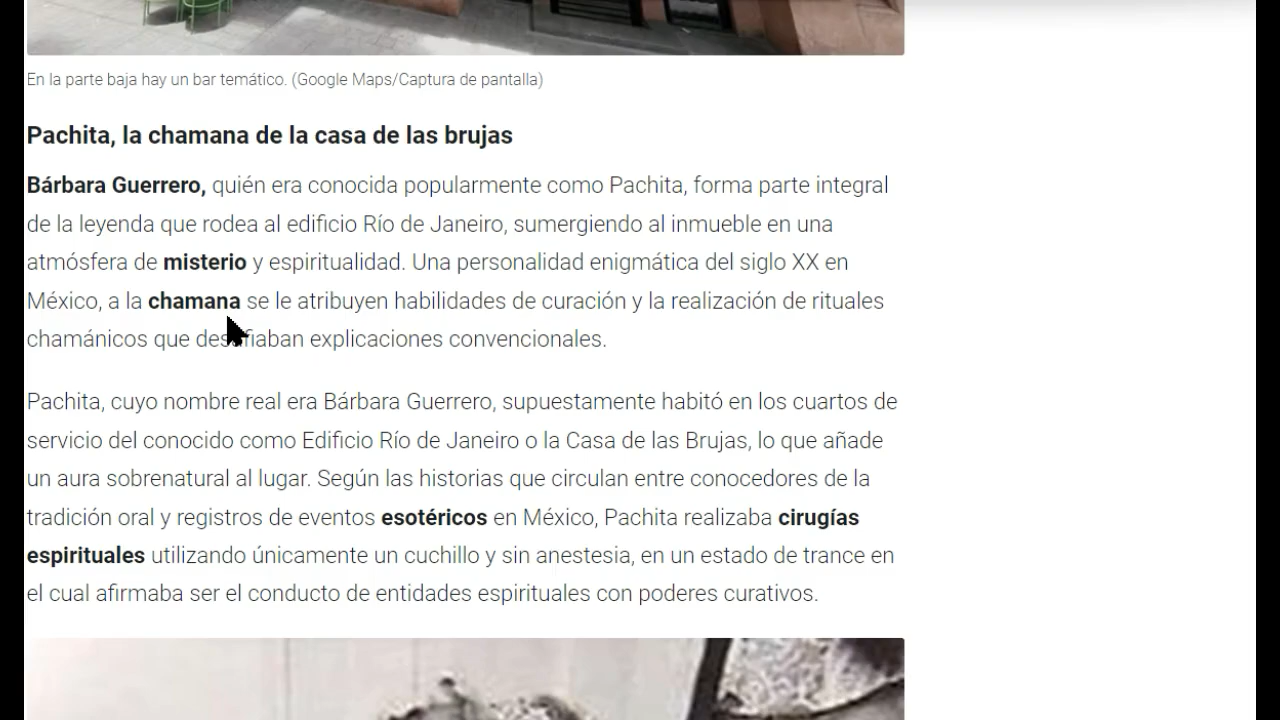 En la parte baja hay un bar temático. (Google Maps/Captura de pantalla)
Pachita, la chamana de la casa de las brujas
Bárbara Guerrero, quién era conocida popularmente como Pachita, forma parte integral
de la leyenda que rodea al edificio Río de Janeiro, sumergiendo al inmueble en una
atmósfera de misterio y espiritualidad. Una personalidad enigmática del siglo XX en
México, a la chamana se le atribuyen habilidades de curación y la realización de rituales
chamánicos que desafiaban explicaciones convencionales.
Pachita, cuyo nombre real era Bárbara Guerrero, supuestamente habitó en los cuartos de
servicio del conocido como Edificio Río de Janeiro o la Casa de las Brujas, lo que añade
un aura sobrenatural al lugar. Según las historias que circulan entre conocedores de la
tradición oral y registros de eventos esotéricos en México, Pachita realizaba cirugías
espirituales utilizando únicamente un cuchillo y sin anestesia, en un estado de trance en
el cual afirmaba ser el conducto de entidades espirituales con poderes curativos.